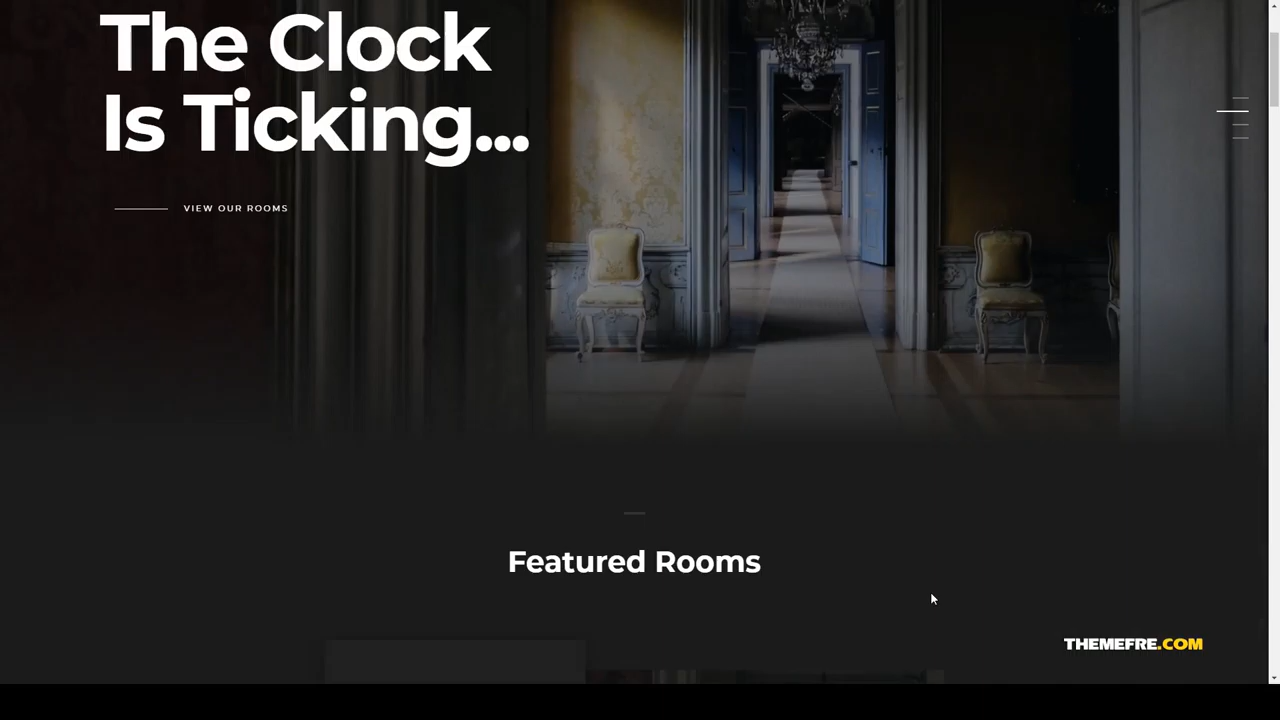 The Clock
Is Ticking...
VIEW OUR ROOMS
Featured Rooms
THEMEFRE.COM